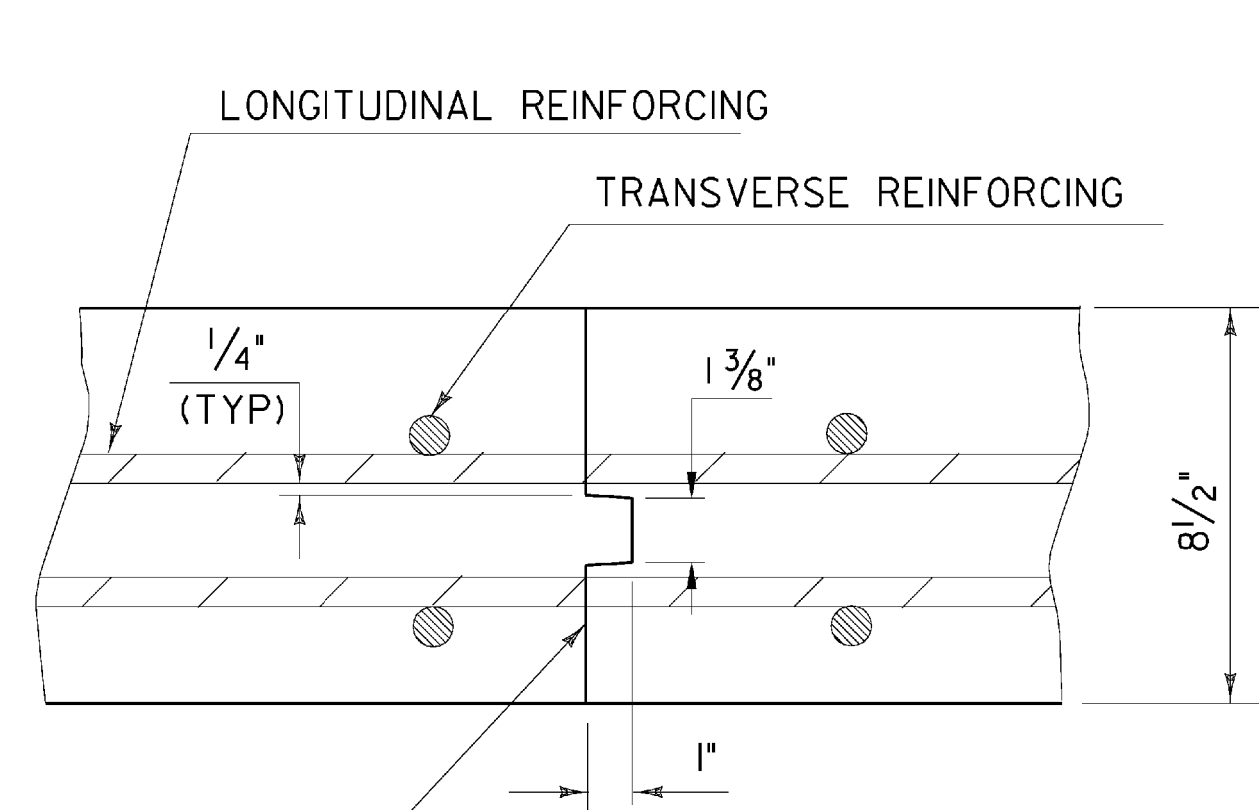 LONGITUDINAL REINFORCING
TRANSVERSE REINFORCING
1/4"
(TYP)
1 3/8"
8 1/2"
1"